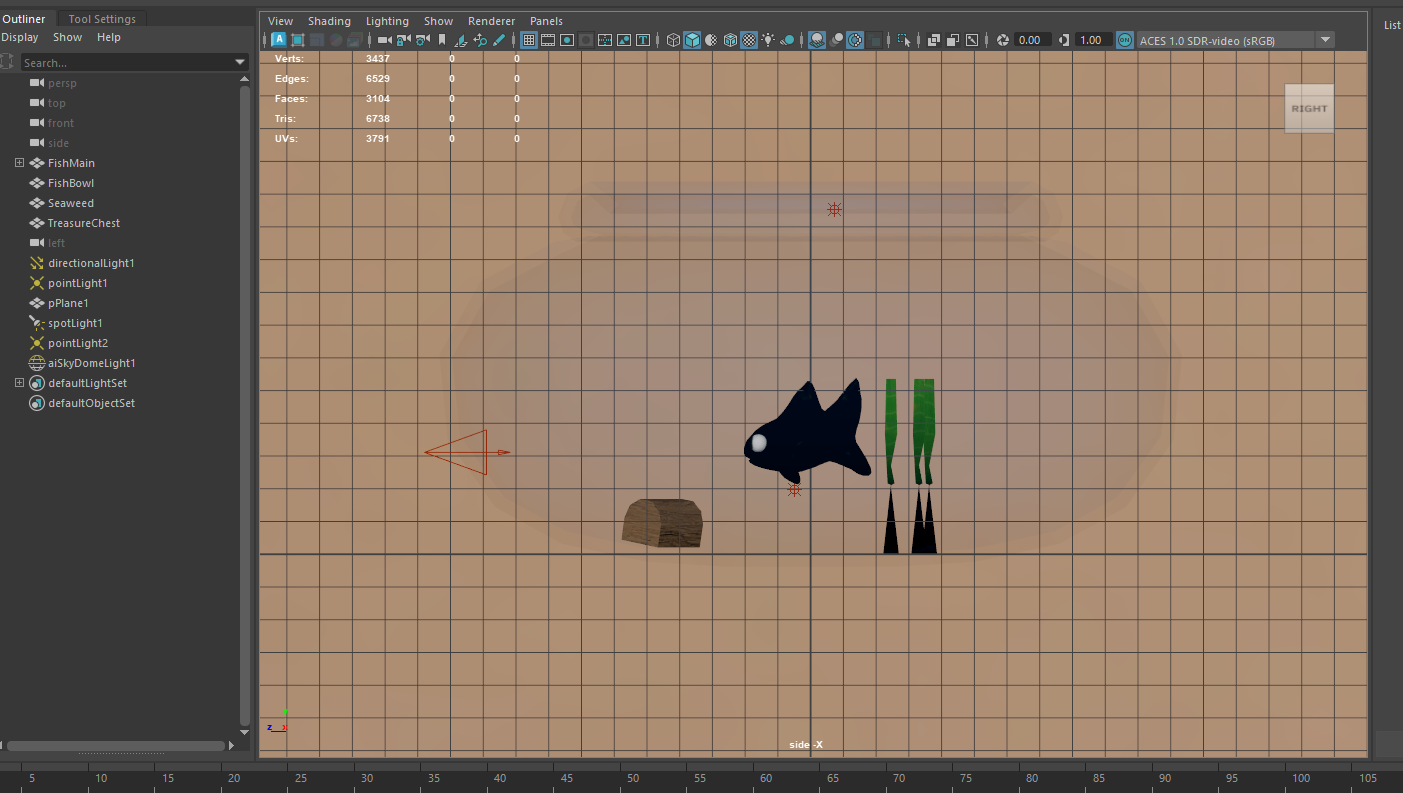 Outliner Tool Settings
Display Show Help
Search...
persp
top
front
side
FishMain
FishBowl
Seaweed
TreasureChest
left
directionalLight1
pointLight1
pPlane1
spotLight1
pointLight2
aiSkyDomeLight1
defaultLightSet
defaultObjectSet
View Shading Lighting Show Renderer Panels
A T 0.00 1.00 ON ACES 1.0 SDR-video (sRGB)
List
Verts: 3437 0 0
Edges: 6529 0 0
Faces: 3104 0 0
Tris: 6738 0 0
UVs: 3791 0 0
RIGHT
z x
side -X
5 10 15 20 25 30 35 40 45 50 55 60 65 70 75 80 85 90 95 100 105